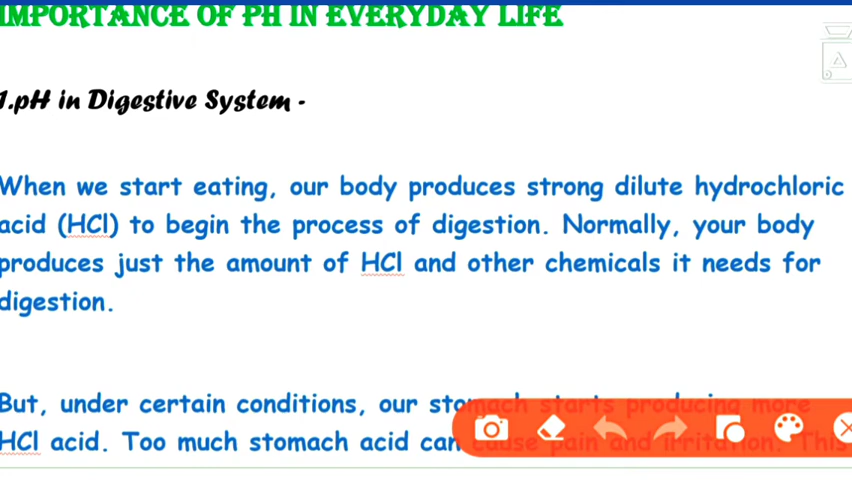 IMPORTANCE OF PH IN EVERYDAY LIFE
1.pH in Digestive System -
When we start eating, our body produces strong dilute hydrochloric
acid (HCl) to begin the process of digestion. Normally, your body
produces just the amount of HCl and other chemicals it needs for
digestion.
But, under certain conditions, our stomach starts producing more
HCl acid. Too much stomach acid can cause pain and irritation. This